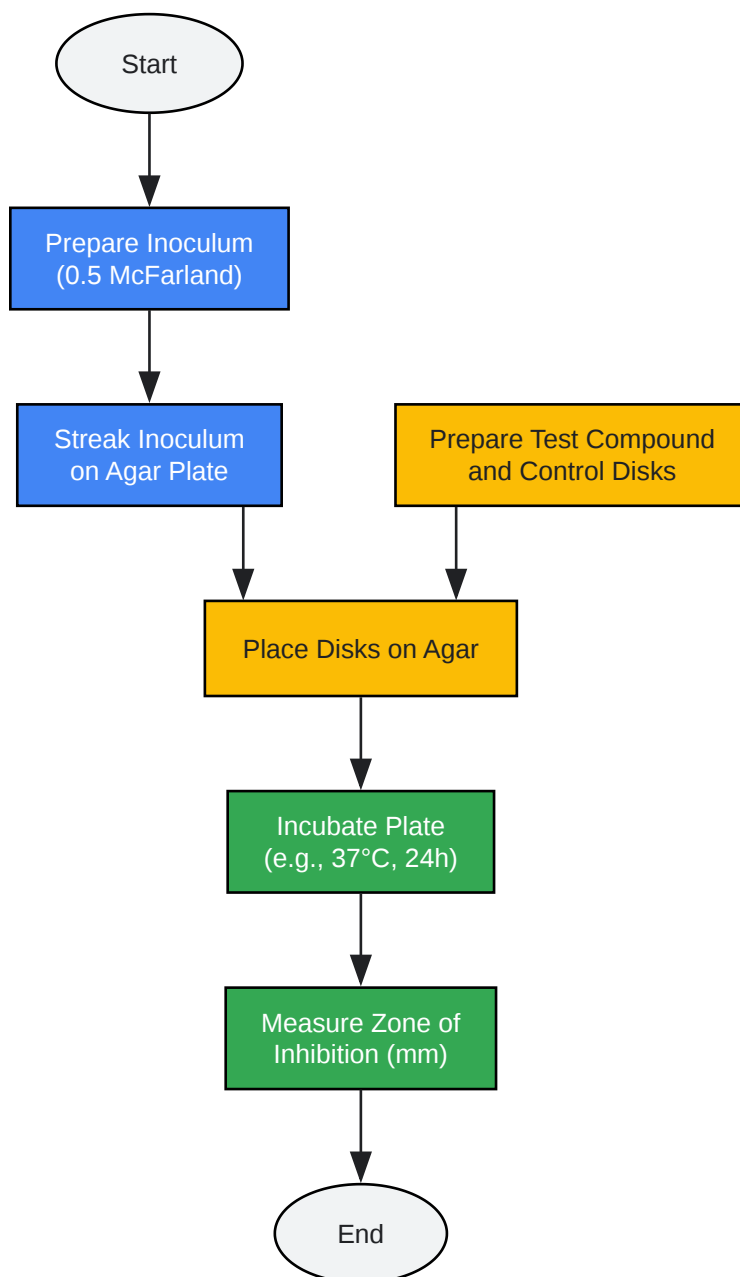 Start
Prepare Inoculum
(0.5 McFarland)
Streak Inoculum
on Agar Plate
Prepare Test Compound
and Control Disks
Place Disks on Agar
Incubate Plate
(e.g., 37°C, 24h)
Measure Zone of
Inhibition (mm)
End